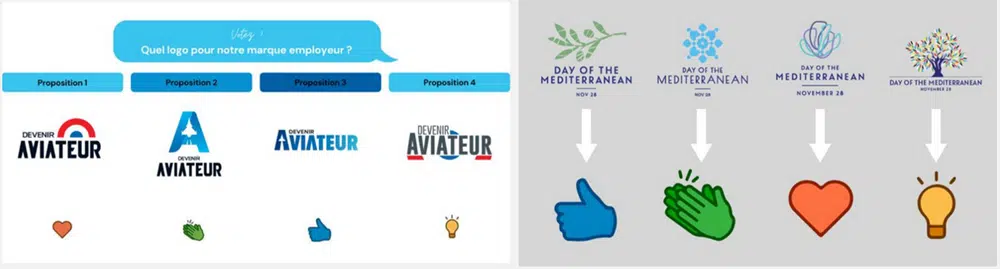 Votez :
Quel logo pour notre marque employeur ?
Proposition 1
Proposition 2
Proposition 3
Proposition 4
DEVENIR
AVIATEUR
A
DEVENIR
AVIATEUR
DEVENIR
AVIATEUR
DEVENIR
AVIATEUR
DAY OF THE
MEDITERRANEAN
NOV 28
DAY OF THE
MEDITERRANEAN
NOV 28
DAY OF THE
MEDITERRANEAN
NOVEMBER 28
DAY OF THE MEDITERRANEAN
NOVEMBER 28